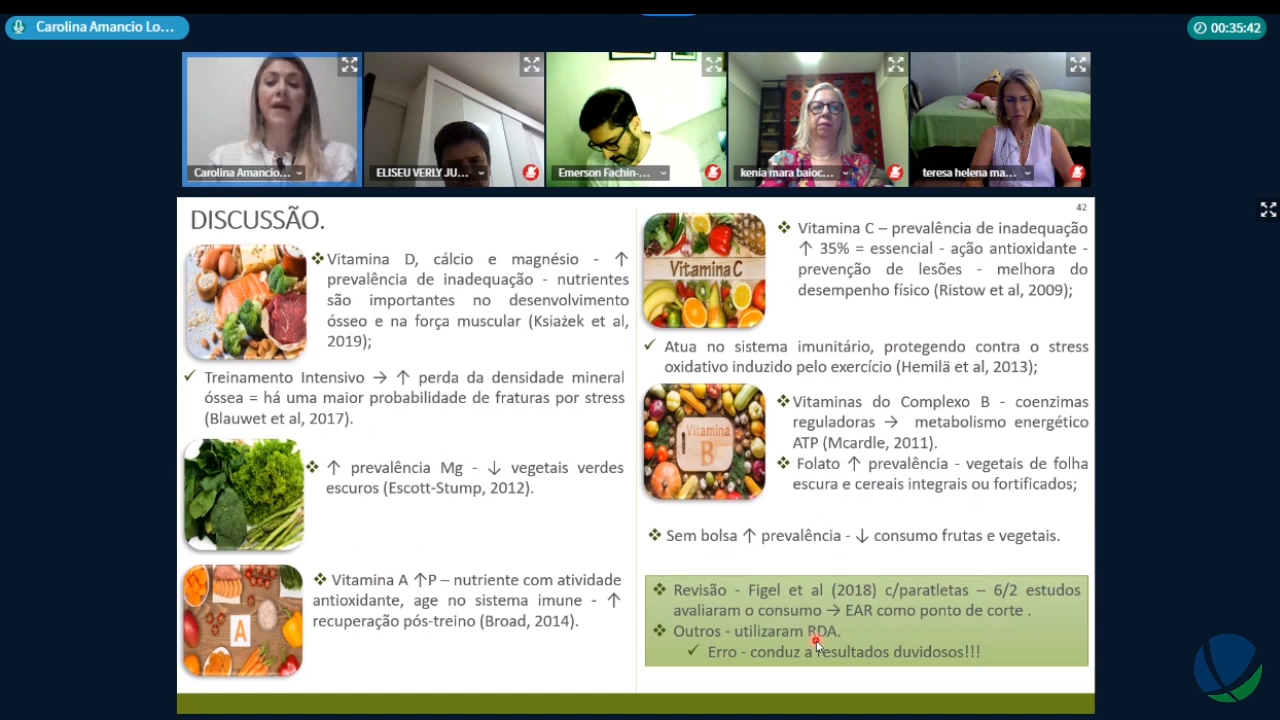 Carolina Amancio Lo...
00:35:42
Carolina Amancio...
ELISEU VERLY JU...
Emerson Fachin-...
kenia mara baioc...
teresa helena ma...
42
DISCUSSÃO.
❖Vitamina D, cálcio e magnésio - ↑
prevalência de inadequação - nutrientes
são importantes no desenvolvimento
ósseo e na força muscular (Książek et al,
2019);
✓ Treinamento Intensivo → ↑ perda da densidade mineral
óssea = há uma maior probabilidade de fraturas por stress
(Blauwet et al, 2017).
❖ ↑ prevalência Mg - ↓ vegetais verdes
escuros (Escott-Stump, 2012).
A
❖ Vitamina A ↑P – nutriente com atividade
antioxidante, age no sistema imune - ↑
recuperação pós-treino (Broad, 2014).
Vitamina C
❖ Vitamina C – prevalência de inadequação
↑ 35% = essencial - ação antioxidante -
prevenção de lesões - melhora do
desempenho físico (Ristow et al, 2009);
✓ Atua no sistema imunitário, protegendo contra o stress
oxidativo induzido pelo exercício (Hemilä et al, 2013);
Vitamina
B
❖Vitaminas do Complexo B - coenzimas
reguladoras → metabolismo energético
ATP (Mcardle, 2011).
❖ Folato ↑ prevalência - vegetais de folha
escura e cereais integrais ou fortificados;
❖ Sem bolsa ↑ prevalência - ↓ consumo frutas e vegetais.
❖ Revisão - Figel et al (2018) c/paratletas – 6/2 estudos
avaliaram o consumo → EAR como ponto de corte .
❖ Outros - utilizaram RDA.
✓ Erro - conduz a resultados duvidosos!!!